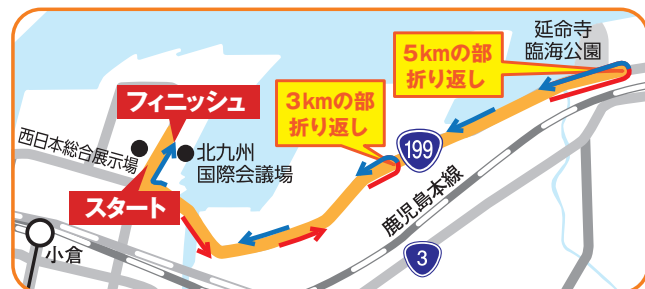 延命寺
臨海公園
5kmの部
折り返し
3kmの部
折り返し
フィニッシュ
199
西日本総合展示場
北九州
国際会議場
スタート
鹿児島本線
小倉
3